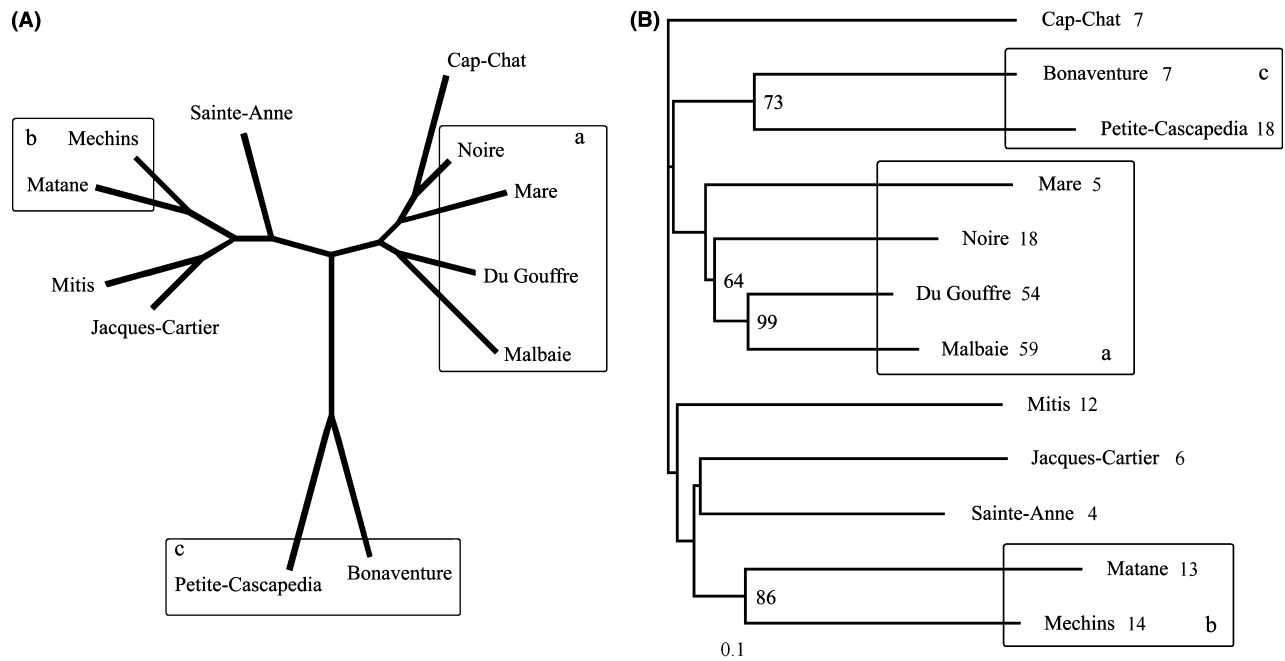 (A)
Cap-Chat
Sainte-Anne
b
Mechins
a
Noire
Matane
Mare
Du Gouffre
Mitis
Jacques-Cartier
Malbaie
c
Petite-Cascapedia
Bonaventure
(B)
Cap-Chat 7
Bonaventure 7
c
73
Petite-Cascapedia 18
Mare 5
Noire 18
64
Du Gouffre 54
99
Malbaie 59
a
Mitis 12
Jacques-Cartier 6
Sainte-Anne 4
Matane 13
86
Mechins 14
b
0.1